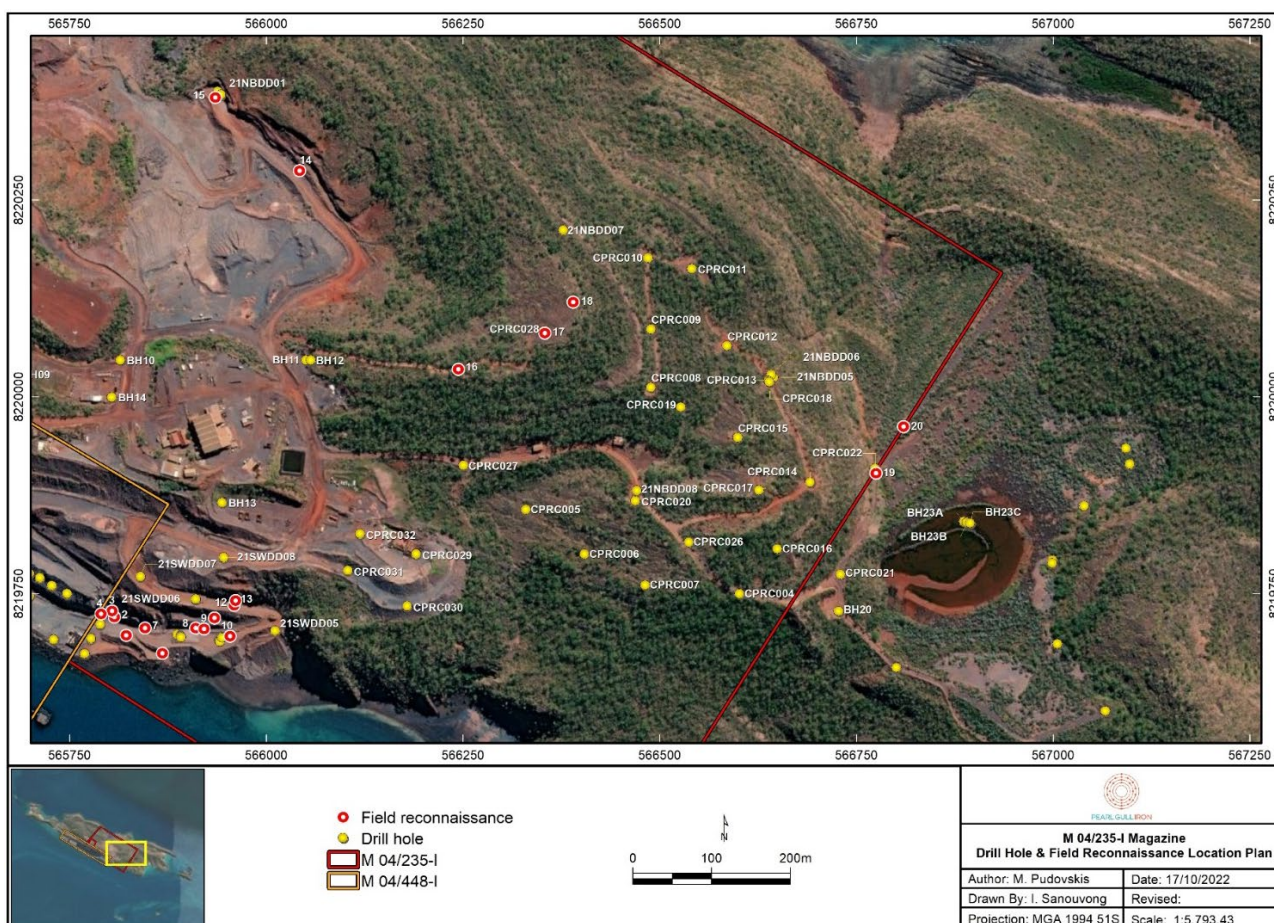 565750 566000 566250 566500 566750 567000 567250
21NBDD01
15
14
8220250 8220250
21NBDD07
CPRC010
CPRC011
18
CPRC028 17
CPRC009
CPRC012
BH10 BH11 BH12
16
21NBDD06
H09
CPRC008 CPRC013 21NBDD05
8220000 8220000
BH14
CPRC019
CPRC018
20
CPRC015
CPRC022
CPRC027
CPRC014
19
21NBDD08 CPRC017
CPRC020
BH13
CPRC005
BH23A BH23C
CPRC032
BH23B
CPRC026
CPRC029
CPRC006
CPRC016
21SWDD08
21SWDD07
CPRC031
CPRC021
8219750 8219750
CPRC007
CPRC004
21SWDD06
4 3 12 13
CPRC030
BH20
2 9
7 8 10
21SWDD05
565750 566000 566250 566500 566750 567000 567250
Field reconnaissance
Drill hole
M 04/235-I
M 04/448-I
0 100 200m
PEARL GULL IRON
M 04/235-I Magazine
Drill Hole & Field Reconnaissance Location Plan
Author: M. Pudovskis Date: 17/10/2022
Drawn By: I. Sanouvong Revised:
Projection: MGA 1994 51S Scale: 1:5,793.43